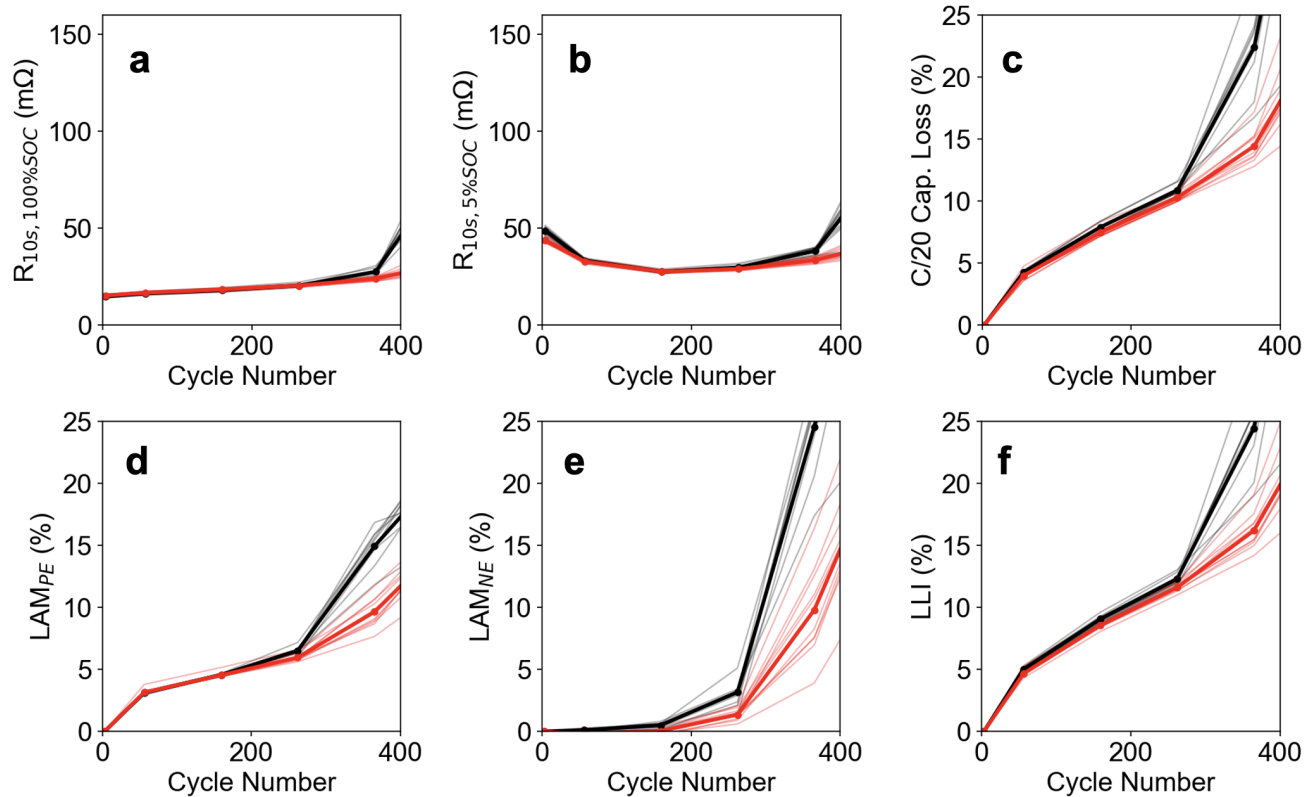 a
R10s, 100%SOC (mΩ)
150
100
50
0
0 200 400
Cycle Number
b
R10s, 5%SOC (mΩ)
150
100
50
0
0 200 400
Cycle Number
c
C/20 Cap. Loss (%)
25
20
15
10
5
0
0 200 400
Cycle Number
d
LAMPE (%)
25
20
15
10
5
0
0 200 400
Cycle Number
e
LAMNE (%)
25
20
15
10
5
0
0 200 400
Cycle Number
f
LLI (%)
25
20
15
10
5
0
0 200 400
Cycle Number